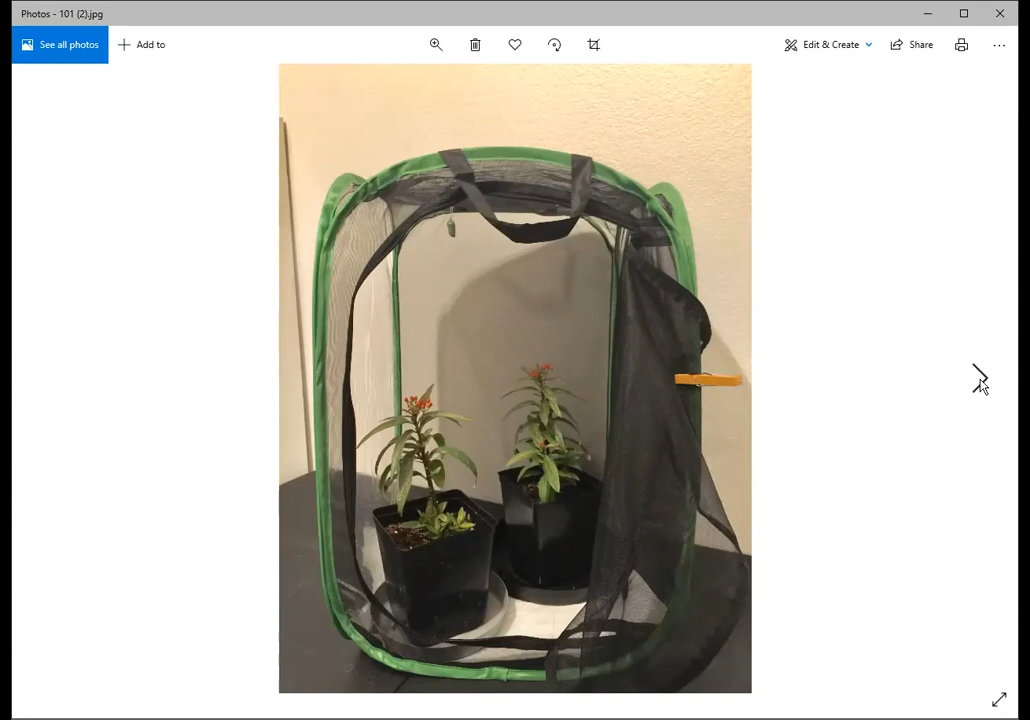 Photos - 101 (2).jpg
See all photos
Add to
Edit & Create
Share